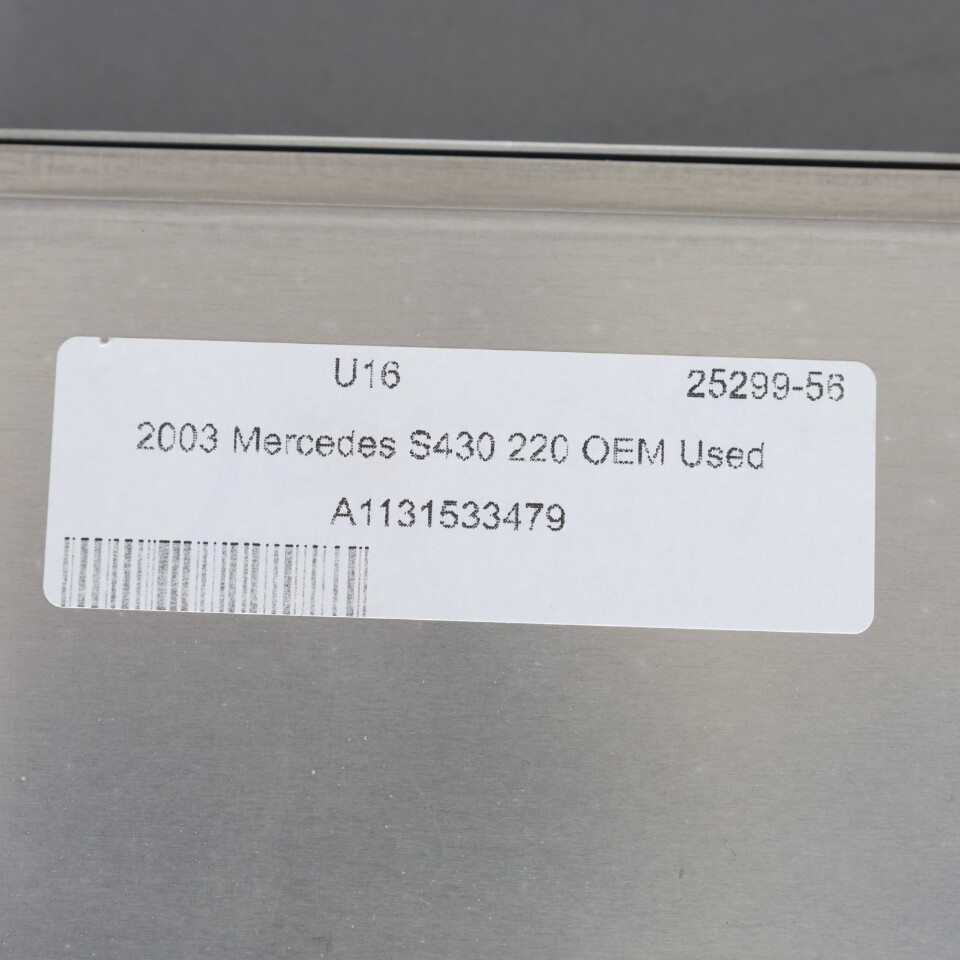 U16 25299-56
2003 Mercedes S430 220 OEM Used
A1131533479